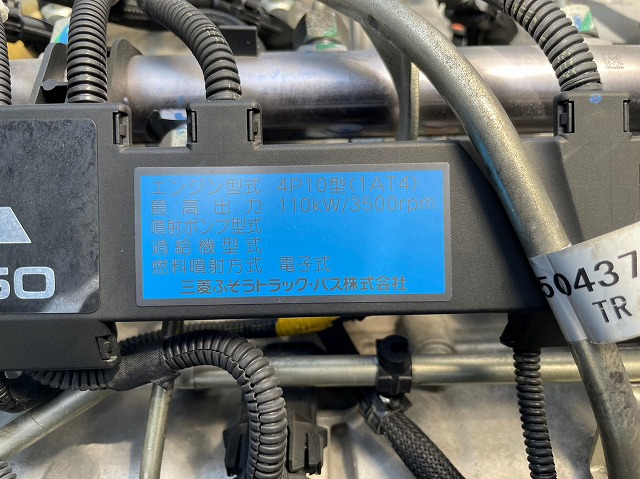 エンジン型式 4P10型(1AT4)
最高出力 110kW/3500rpm
噴射ポンプ型式
過給機型式
燃料噴射方式 電子式
三菱ふそうトラック・バス株式会社
50437
TR